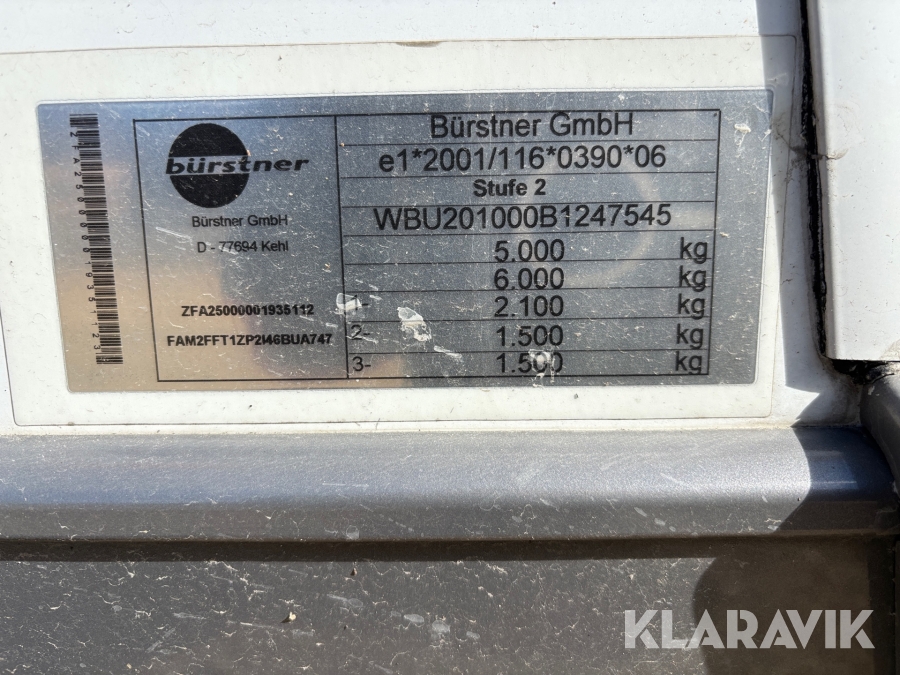 bürstner
Bürstner GmbH
D - 77694 Kehl
ZFA25000001935112
FAM2FFT1ZP2I46BUA747
Bürstner GmbH
e1*2001/116*0390*06
Stufe 2
WBU201000B1247545
5.000 kg
6.000 kg
1- 2.100 kg
2- 1.500 kg
3- 1.500 kg
KLARAVIK